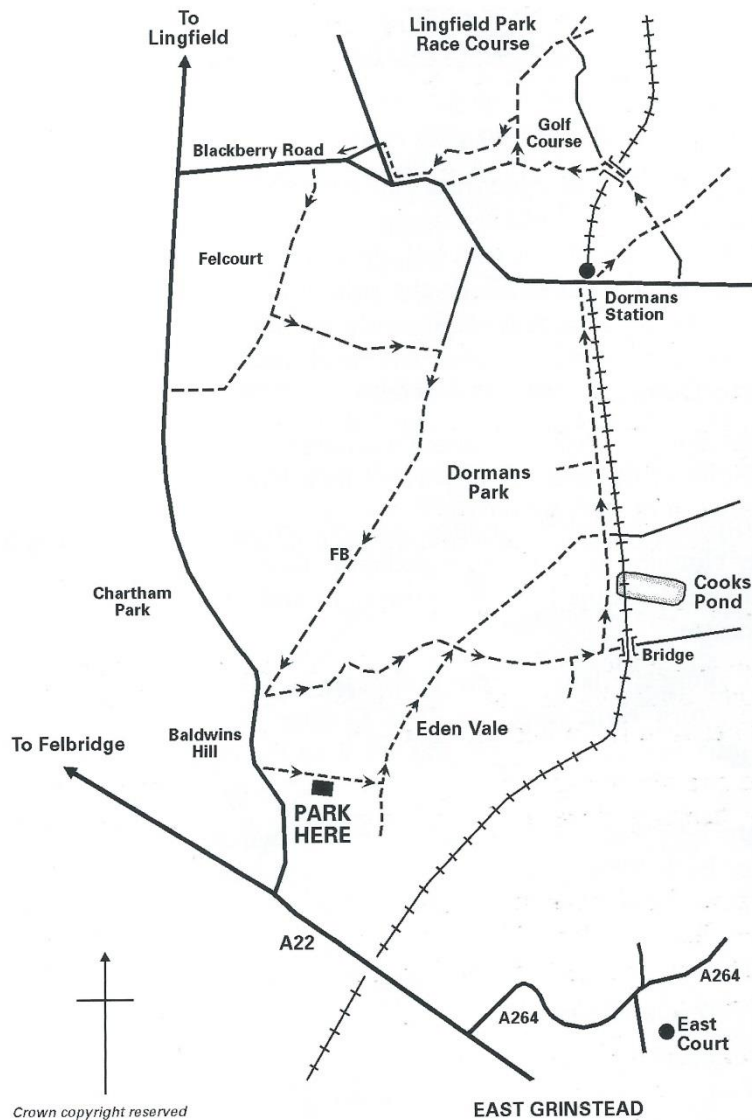 To
Lingfield
Lingfield Park
Race Course
Blackberry Road
Golf
Course
Felcourt
Dormans
Station
Dormans
Park
FB
Chartham
Park
Cooks
Pond
Bridge
Baldwins
Hill
Eden Vale
To Felbridge
PARK
HERE
A22
A264
A264
East
Court
Crown copyright reserved
EAST GRINSTEAD